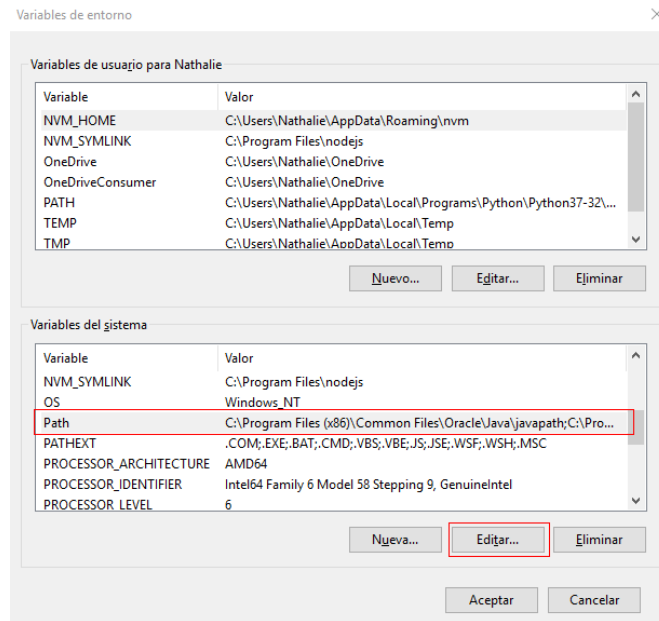 Variables de entorno
Variables de usuario para Nathalie
Variable Valor
NVM_HOME C:\Users\Nathalie\AppData\Roaming\nvm
NVM_SYMLINK C:\Program Files\nodejs
OneDrive C:\Users\Nathalie\OneDrive
OneDriveConsumer C:\Users\Nathalie\OneDrive
PATH C:\Users\Nathalie\AppData\Local\Programs\Python\Python37-32\...
TEMP C:\Users\Nathalie\AppData\Local\Temp
TMP C:\Users\Nathalie\AppData\Local\Temp
Nuevo... Editar... Eliminar
Variables del sistema
Variable Valor
NVM_SYMLINK C:\Program Files\nodejs
OS Windows_NT
Path C:\Program Files (x86)\Common Files\Oracle\Java\javapath;C:\Pro...
PATHEXT .COM;.EXE;.BAT;.CMD;.VBS;.VBE;.JS;.JSE;.WSF;.WSH;.MSC
PROCESSOR_ARCHITECTURE AMD64
PROCESSOR_IDENTIFIER Intel64 Family 6 Model 58 Stepping 9, GenuineIntel
PROCESSOR_LEVEL 6
Nueva... Editar... Eliminar
Aceptar Cancelar